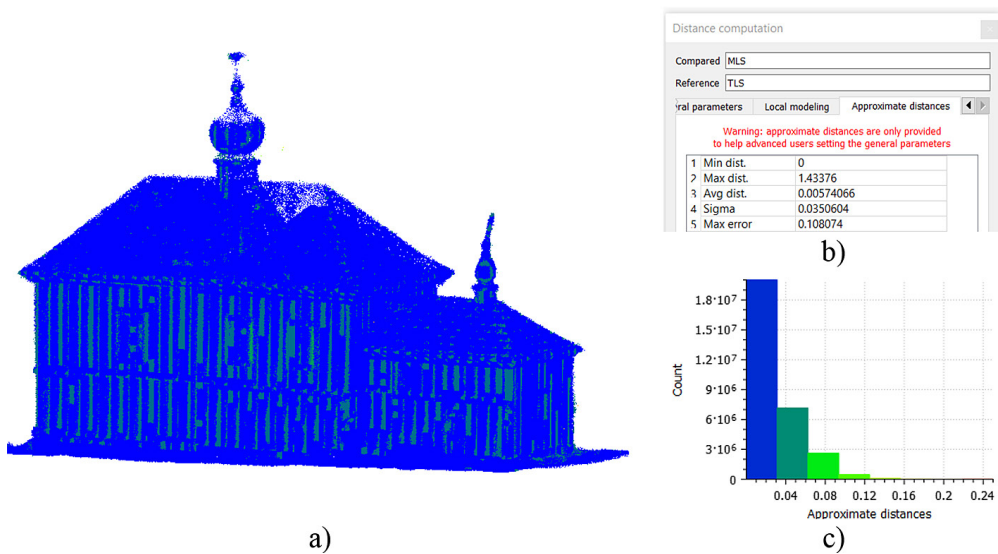 Distance computation
Compared MLS
Reference TLS
ral parameters Local modeling Approximate distances
Warning: approximate distances are only provided
to help advanced users setting the general parameters
1 Min dist. 0
2 Max dist. 1.43376
3 Avg dist. 0.00574066
4 Sigma 0.0350604
5 Max error 0.108074
b)
1.8*10⁷
1.5*10⁷
1.2*10⁷
9*10⁶
6*10⁶
3*10⁶
0
Count
0.04 0.08 0.12 0.16 0.2 0.24
Approximate distances
a)
c)